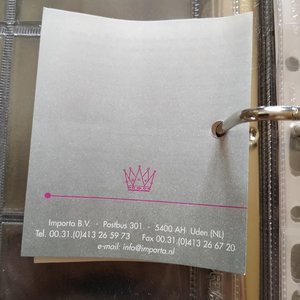 Importa B.V. · Postbus 301 · 5400 AH Uden (NL)
Tel. 00.31.(0)413 26 59 73 Fax 00.31.(0)413 26 67 20
e-mail: info@importa.nl